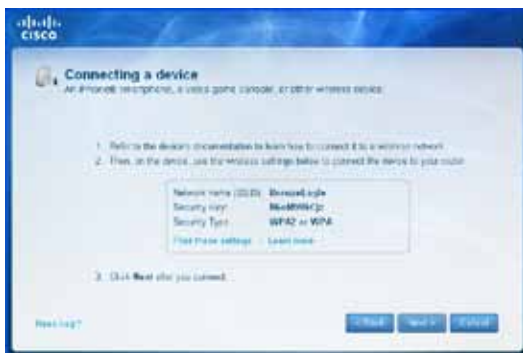 CISCO
Connecting a device
An iPhone® smartphone, a video game console, or other wireless device.
1. Refer to the device's documentation to learn how to connect it to a wireless network
2. Then, on the device, use the wireless settings below to connect the device to your router
Network name (SSID):
Security Key:
Security Type: WPA2 or WPA
Print these settings Learn more
3. Click Next after you connect.
Need help?
Back Next Cancel